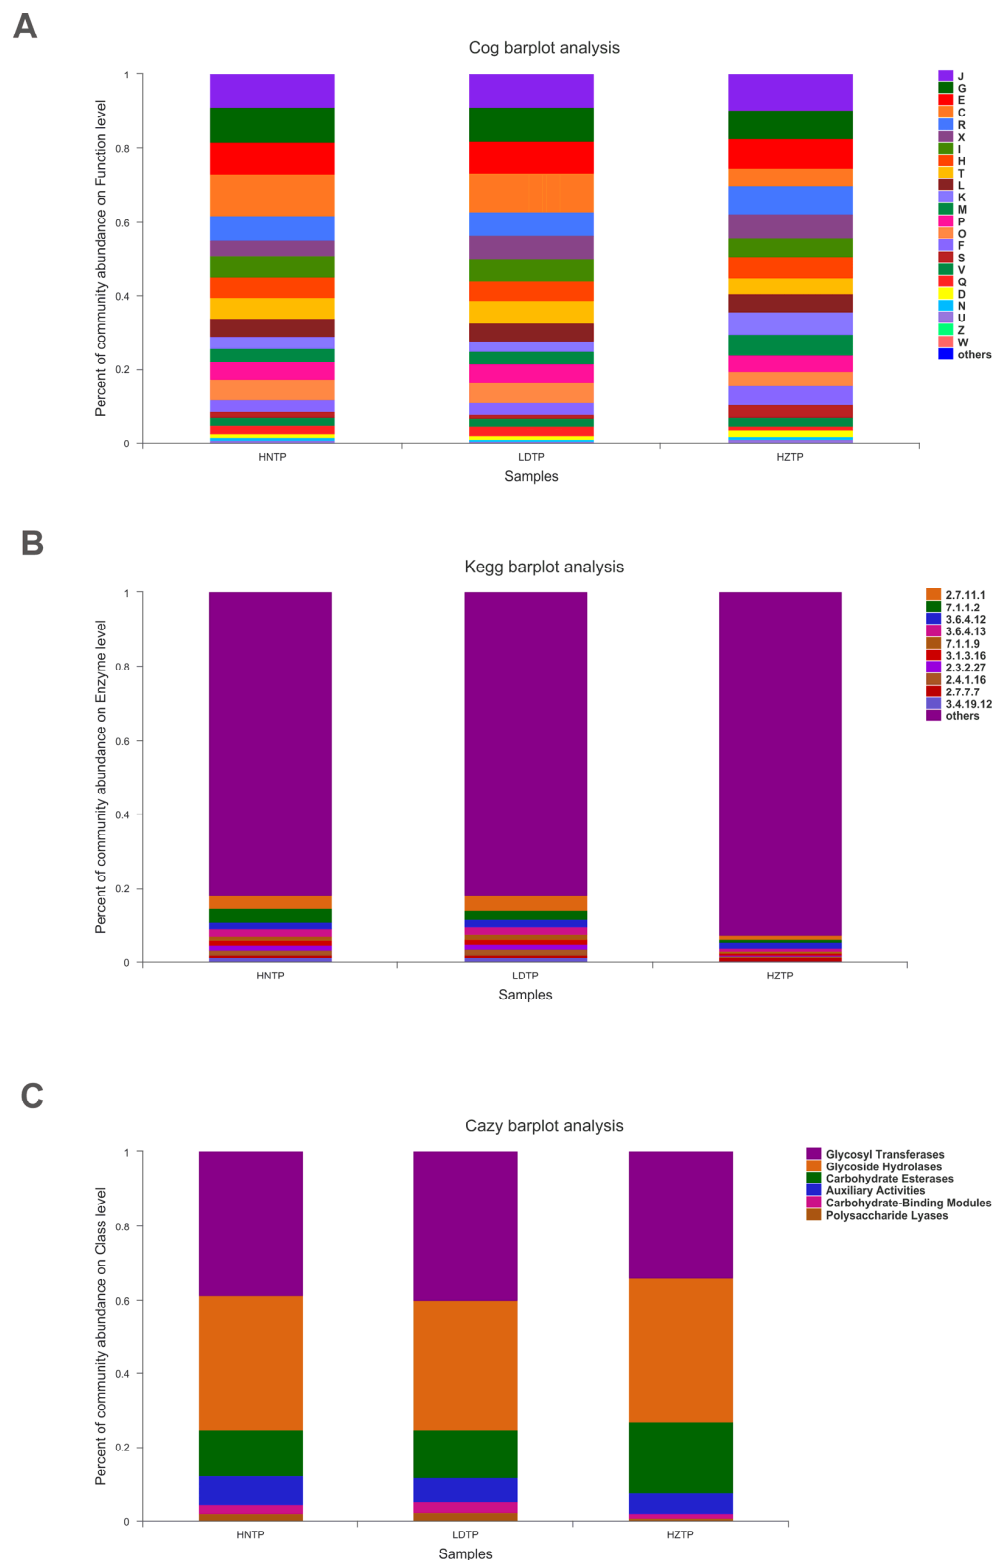 A
Cog barplot analysis
Percent of community abundance on Function level
1
0.8
0.6
0.4
0.2
0
HNTP
LDTP
HZTP
Samples
J
G
E
C
R
X
I
H
T
L
K
M
P
O
F
S
V
Q
D
N
U
Z
W
others
B
Kegg barplot analysis
Percent of community abundance on Enzyme level
1
0.8
0.6
0.4
0.2
0
HNTP
LDTP
HZTP
Samples
2.7.11.1
7.1.1.2
3.6.4.12
3.6.4.13
7.1.1.9
3.1.3.16
2.3.2.27
2.4.1.16
2.7.7.7
3.4.19.12
others
C
Cazy barplot analysis
Percent of community abundance on Class level
1
0.8
0.6
0.4
0.2
0
HNTP
LDTP
HZTP
Samples
Glycosyl Transferases
Glycoside Hydrolases
Carbohydrate Esterases
Auxiliary Activities
Carbohydrate-Binding Modules
Polysaccharide Lyases